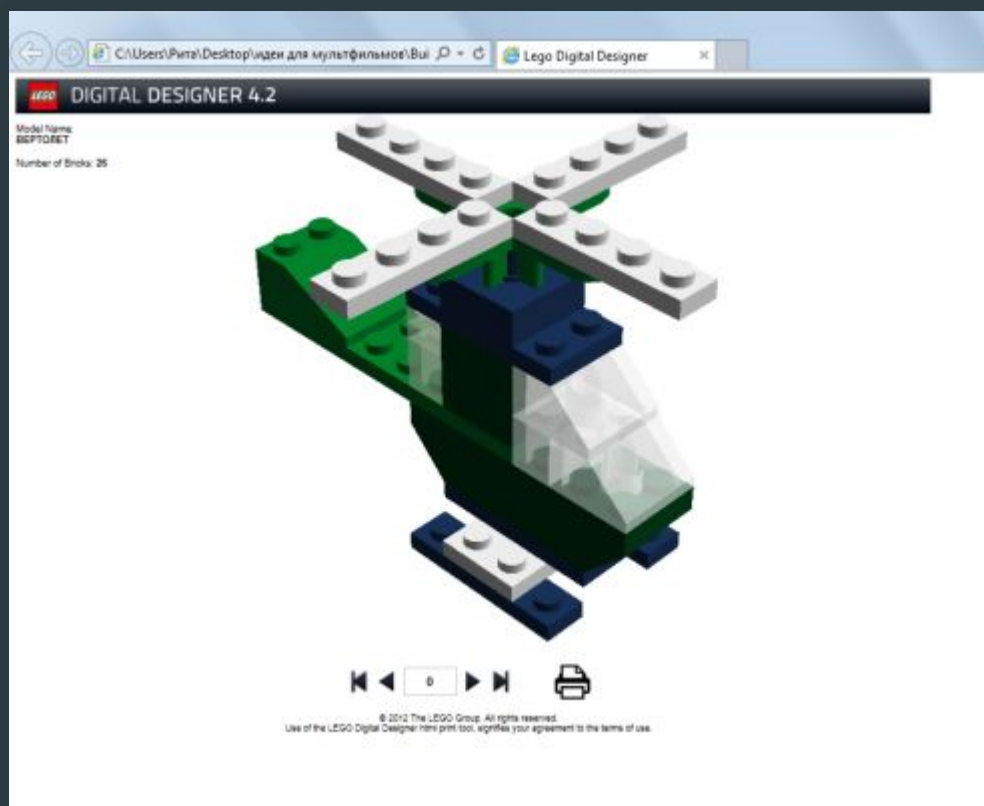 C:\Users\Рита\Desktop\идеи для мультфильмов\Bui
Lego Digital Designer
LEGO DIGITAL DESIGNER 4.2
Model Name:
ВЕРТОЛЕТ
Number of Bricks: 26
0
© 2012 The LEGO Group. All rights reserved.
Use of the LEGO Digital Designer html print tool, signifies your agreement to the terms of use.